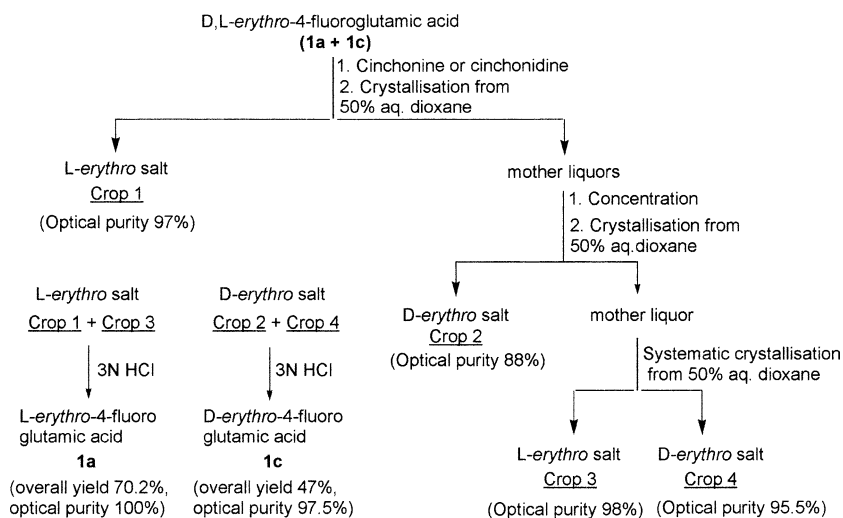 D,L-erythro-4-fluoroglutamic acid
(1a + 1c)
1. Cinchonine or cinchonidine
2. Crystallisation from
50% aq. dioxane
L-erythro salt
Crop 1
(Optical purity 97%)
mother liquors
1. Concentration
2. Crystallisation from
50% aq.dioxane
D-erythro salt
Crop 2
(Optical purity 88%)
mother liquor
Systematic crystallisation
from 50% aq. dioxane
L-erythro salt
Crop 3
(Optical purity 98%)
D-erythro salt
Crop 4
(Optical purity 95.5%)
L-erythro salt
Crop 1 + Crop 3
3N HCl
L-erythro-4-fluoro
glutamic acid
1a
(overall yield 70.2%,
optical purity 100%)
D-erythro salt
Crop 2 + Crop 4
3N HCl
D-erythro-4-fluoro
glutamic acid
1c
(overall yield 47%,
optical purity 97.5%)